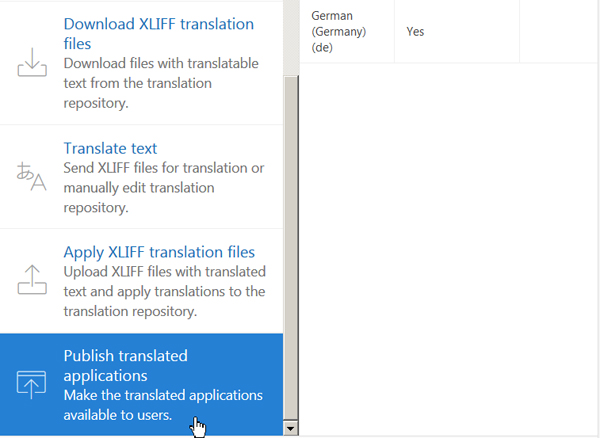 Download XLIFF translation
files
Download files with translatable
text from the translation
repository.
Translate text
Send XLIFF files for translation or
manually edit translation
repository.
Apply XLIFF translation files
Upload XLIFF files with translated
text and apply translations to the
translation repository.
Publish translated
applications
Make the translated applications
available to users.
German
(Germany)
(de)
Yes
あA